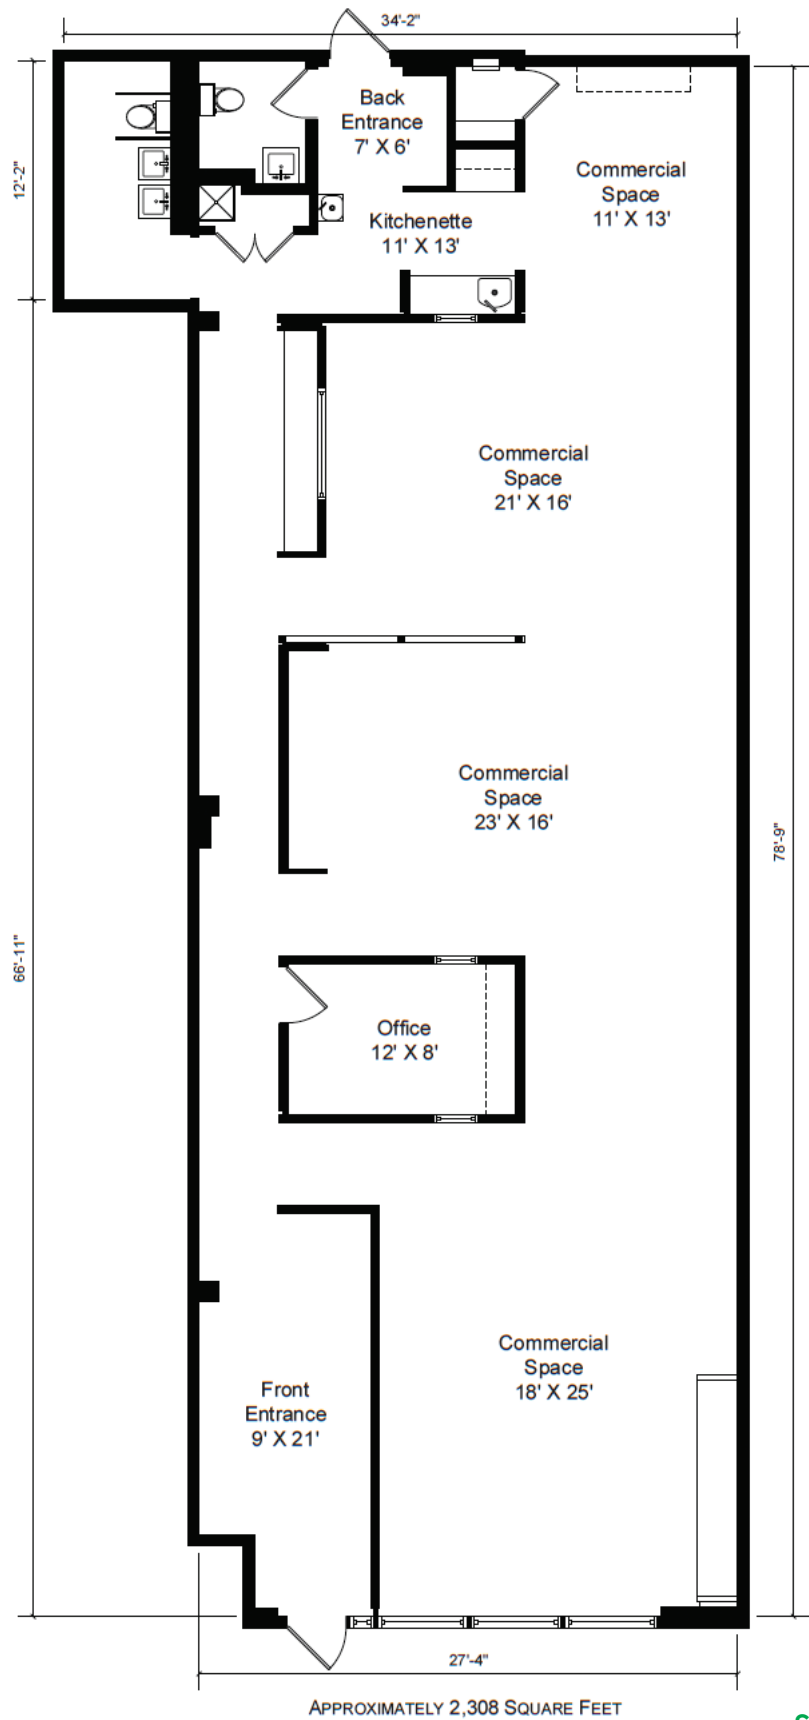 34'-2"
Back
Entrance
7' X 6'
Commercial
Space
11' X 13'
12'-2"
Kitchenette
11' X 13'
Commercial
Space
21' X 16'
Commercial
Space
23' X 16'
78'-9"
66'-11"
Office
12' X 8'
Commercial
Space
18' X 25'
Front
Entrance
9' X 21'
27'-4"
APPROXIMATELY 2,308 SQUARE FEET